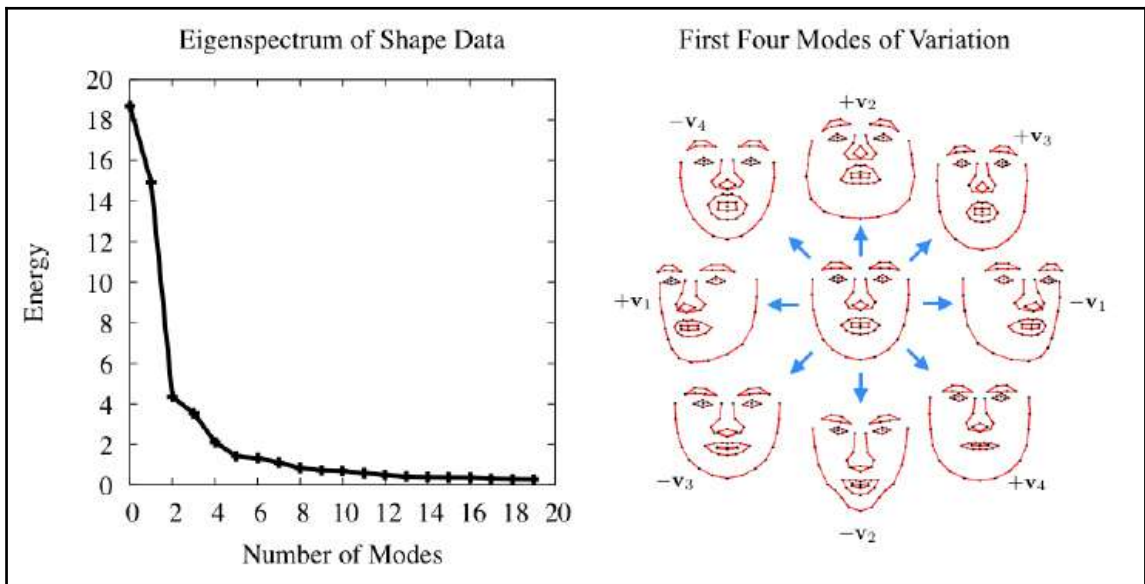 Eigenspectrum of Shape Data
20
18
16
14
12
10
8
6
4
2
0
Energy
0 2 4 6 8 10 12 14 16 18 20
Number of Modes
First Four Modes of Variation
+v₂
−v₄
+v₃
+v₁
−v₁
−v₃
+v₄
−v₂